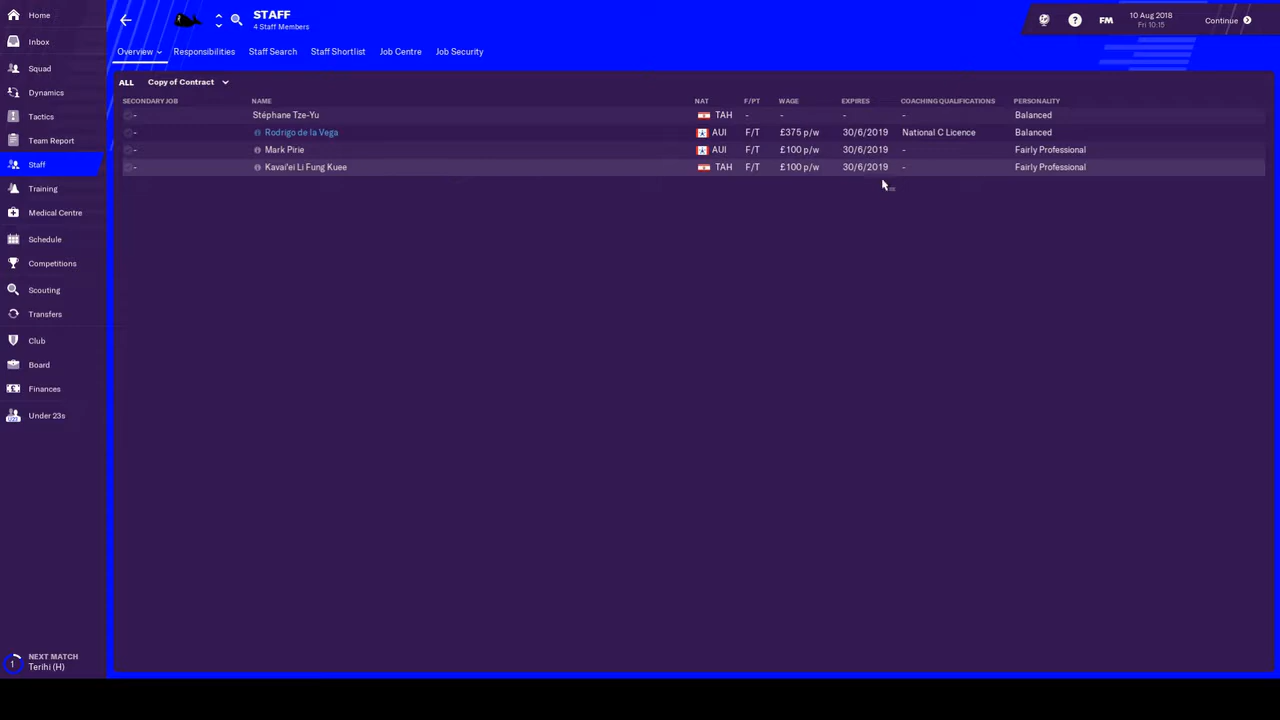 Home
Inbox
Squad
Dynamics
Tactics
Team Report
Staff
Training
Medical Centre
Schedule
Competitions
Scouting
Transfers
Club
Board
Finances
Under 23s
1 NEXT MATCH
Terihi (H)
STAFF
4 Staff Members
? FM 10 Aug 2018 Continue
Fri 10:15
Overview Responsibilities Staff Search Staff Shortlist Job Centre Job Security
ALL Copy of Contract
SECONDARY JOB NAME NAT F/PT WAGE EXPIRES COACHING QUALIFICATIONS PERSONALITY
- Stéphane Tze-Yu TAH - - - - Balanced
- Rodrigo de la Vega AUI F/T £375 p/w 30/6/2019 National C Licence Balanced
- Mark Pirie AUI F/T £100 p/w 30/6/2019 - Fairly Professional
- Kavai'ei Li Fung Kuee TAH F/T £100 p/w 30/6/2019 - Fairly Professional